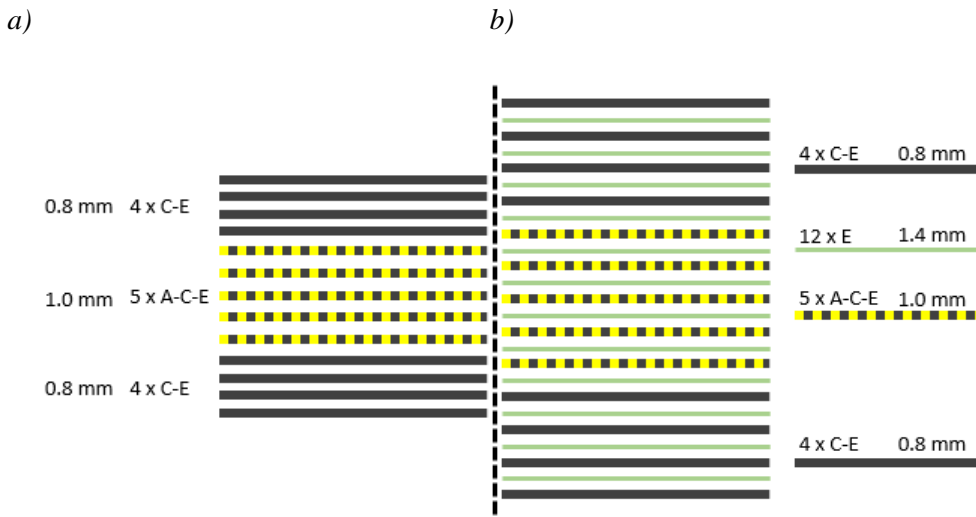 a)
b)
0.8 mm 4 x C-E
1.0 mm 5 x A-C-E
0.8 mm 4 x C-E
4 x C-E 0.8 mm
12 x E 1.4 mm
5 x A-C-E 1.0 mm
4 x C-E 0.8 mm